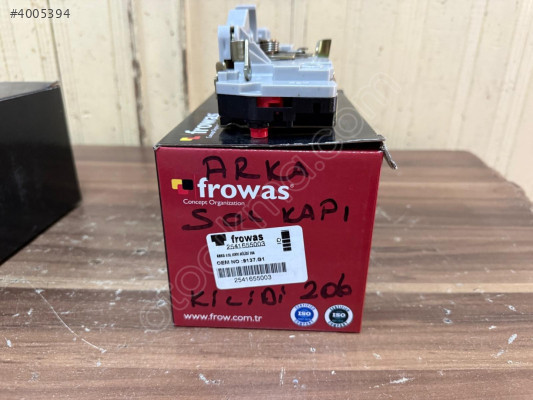 #4005394
frowas
ARKA
frowas
Concept Organization
SOL KAPI
frowas
2541655003
OEM NO :9137.G1
2541655003
KİLİDİ 206
www.frow.com.tr
ISO
ISO